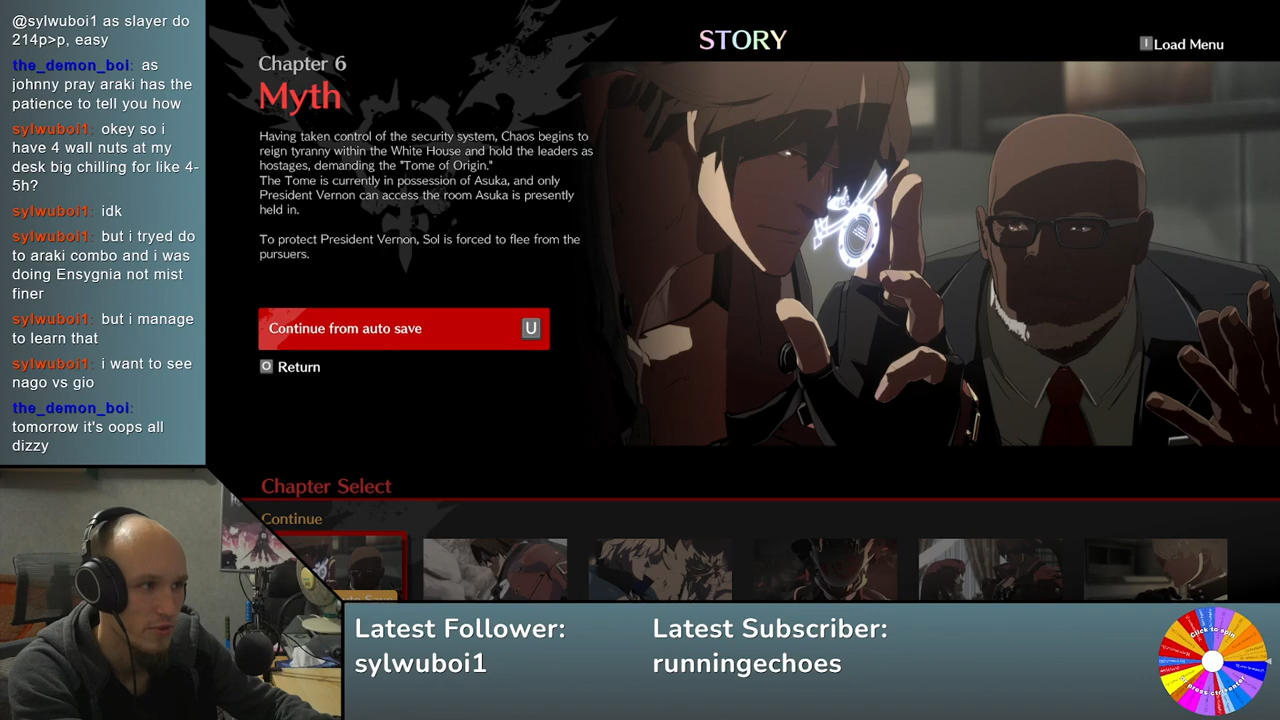 @sylwuboi1 as slayer do
214p>p, easy
the_demon_boi: as
johnny pray araki has the
patience to tell you how
sylwuboi1: okey so i
have 4 wall nuts at my
desk big chilling for like 4-
5h?
sylwuboi1: idk
sylwuboi1: but i tryed do
to araki combo and i was
doing Ensygnia not mist
finer
sylwuboi1: but i manage
to learn that
sylwuboi1: i want to see
nago vs gio
the_demon_boi:
tomorrow it's oops all
dizzy
STORY
I Load Menu
Chapter 6
Myth
Having taken control of the security system, Chaos begins to
reign tyranny within the White House and hold the leaders as
hostages, demanding the "Tome of Origin."
The Tome is currently in possession of Asuka, and only
President Vernon can access the room Asuka is presently
held in.
To protect President Vernon, Sol is forced to flee from the
pursuers.
Continue from auto save U
O Return
Chapter Select
Continue
Latest Follower:
sylwuboi1
Latest Subscriber:
runningechoes
Click to spin